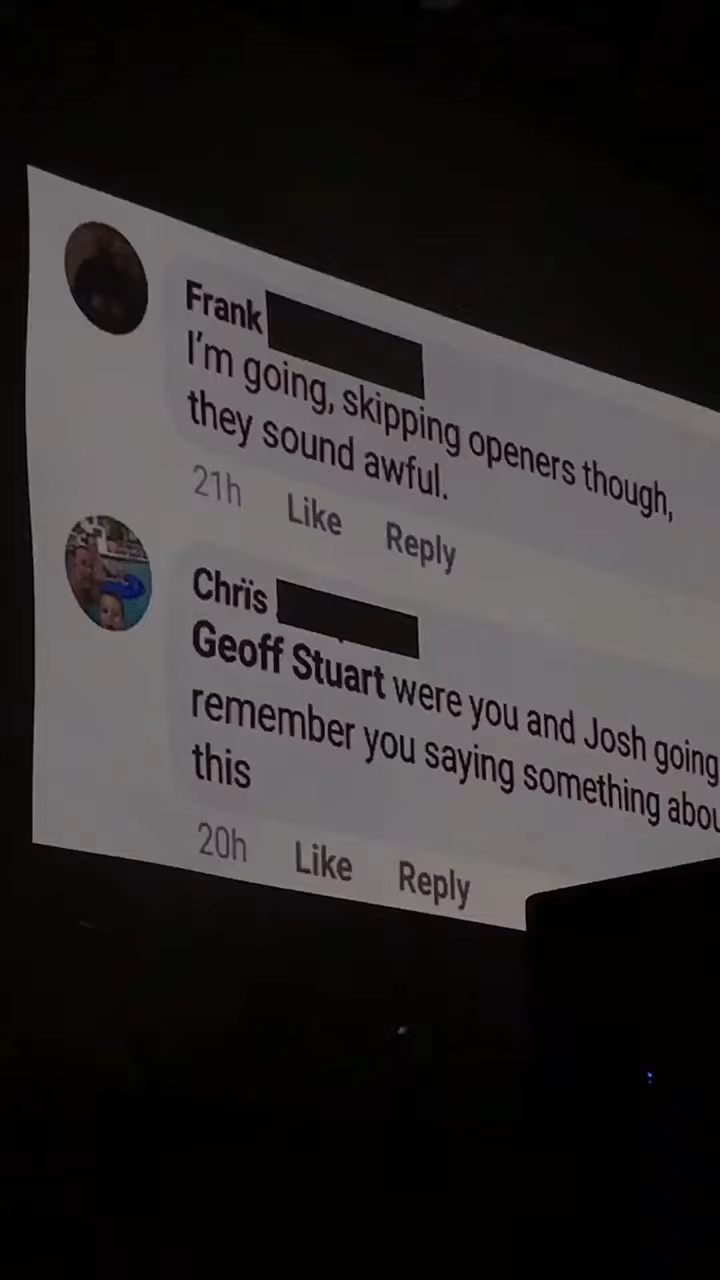 Frank
I'm going, skipping openers though,
they sound awful.
21h Like Reply
Chris
Geoff Stuart were you and Josh going
remember you saying something
this
20h Like Reply